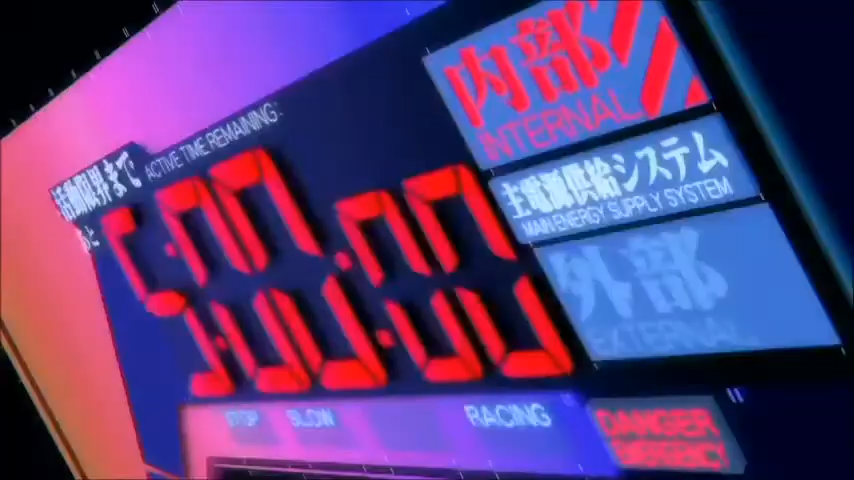 内部
INTERNAL
活動限界まで
ACTIVE TIME REMAINING:
あと
主電源供給システム
MAIN ENERGY SUPPLY SYSTEM
5:00:00
外部
EXTERNAL
STOP SLOW RACING
DANGER
EMERGENCY